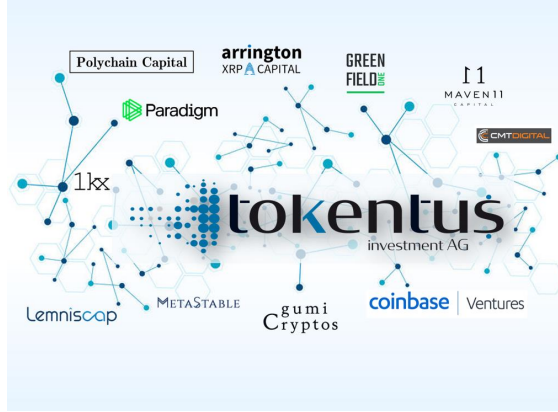 Polychain Capital
arrington
XRP CAPITAL
GREEN
FIELD ONE
MAVEN11
CAPITAL
Paradigm
CMTDIGITAL
1kx
tokentus
investment AG
Lemniscap
METASTABLE
gumi
Cryptos
coinbase | Ventures